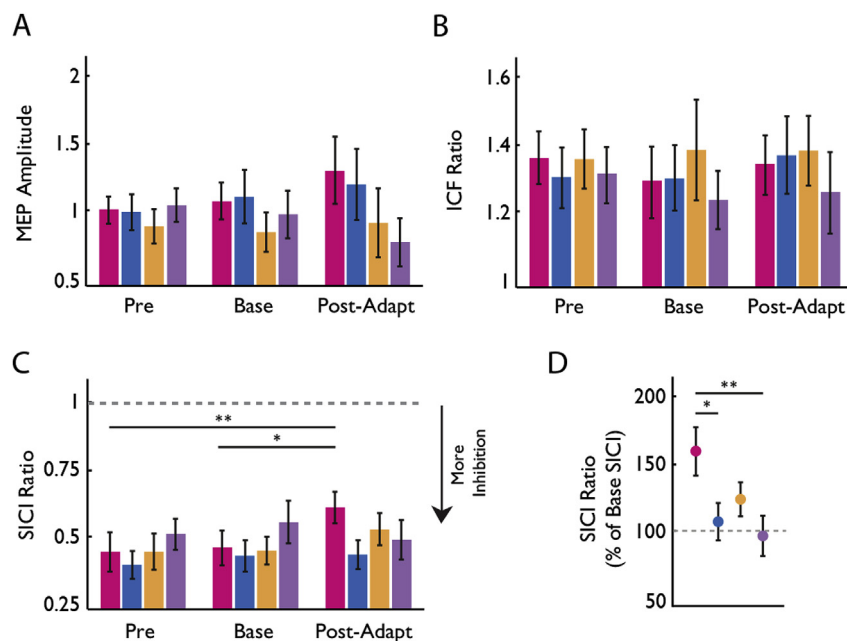 A
MEP Amplitude
2
1.5
1
0.5
Pre
Base
Post-Adapt
B
ICF Ratio
1.6
1.4
1.2
1
Pre
Base
Post-Adapt
C
SICI Ratio
1
0.75
0.5
0.25
**
*
More
Inhibition
Pre
Base
Post-Adapt
D
SICI Ratio
(% of Base SICI)
200
150
100
50
**
*